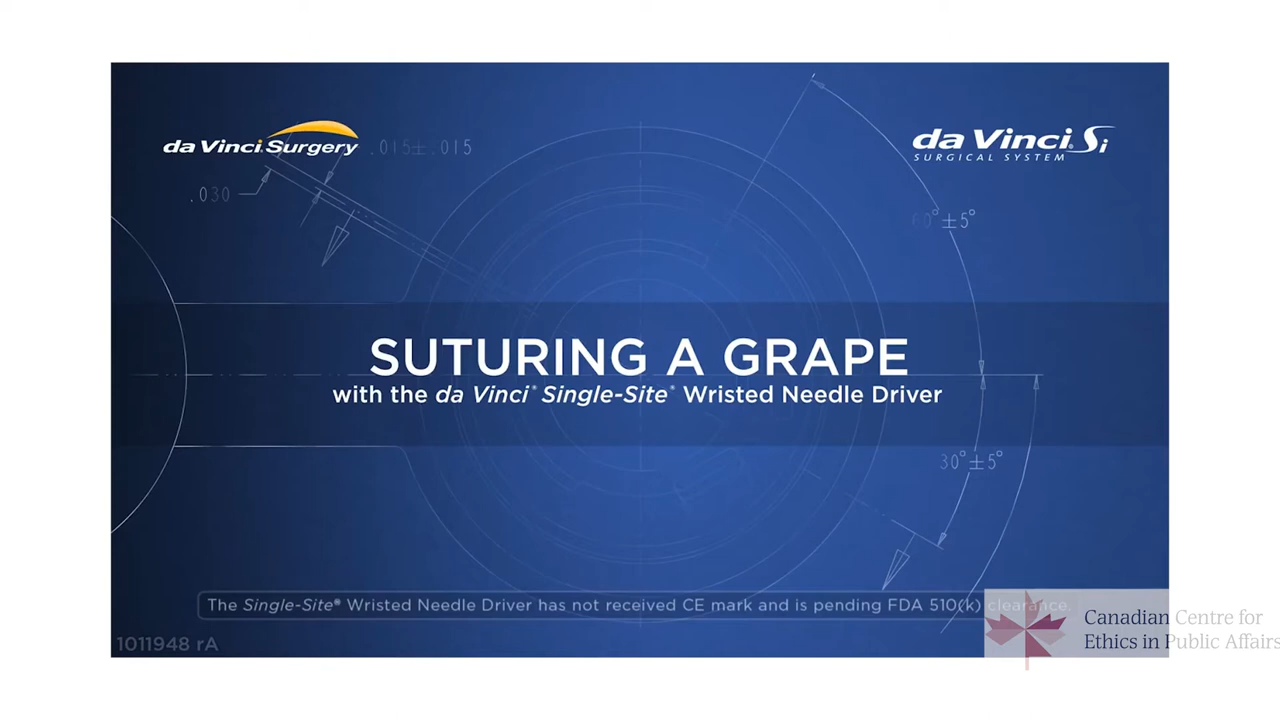 da Vinci.Surgery
da Vinci® Si
SURGICAL SYSTEM
.015±.015
.030
60°±5°
SUTURING A GRAPE
with the da Vinci® Single-Site® Wristed Needle Driver
30°±5°
The Single-Site® Wristed Needle Driver has not received CE mark and is pending FDA 510(k) clearance.
1011948 rA
Canadian Centre for
Ethics in Public Affairs